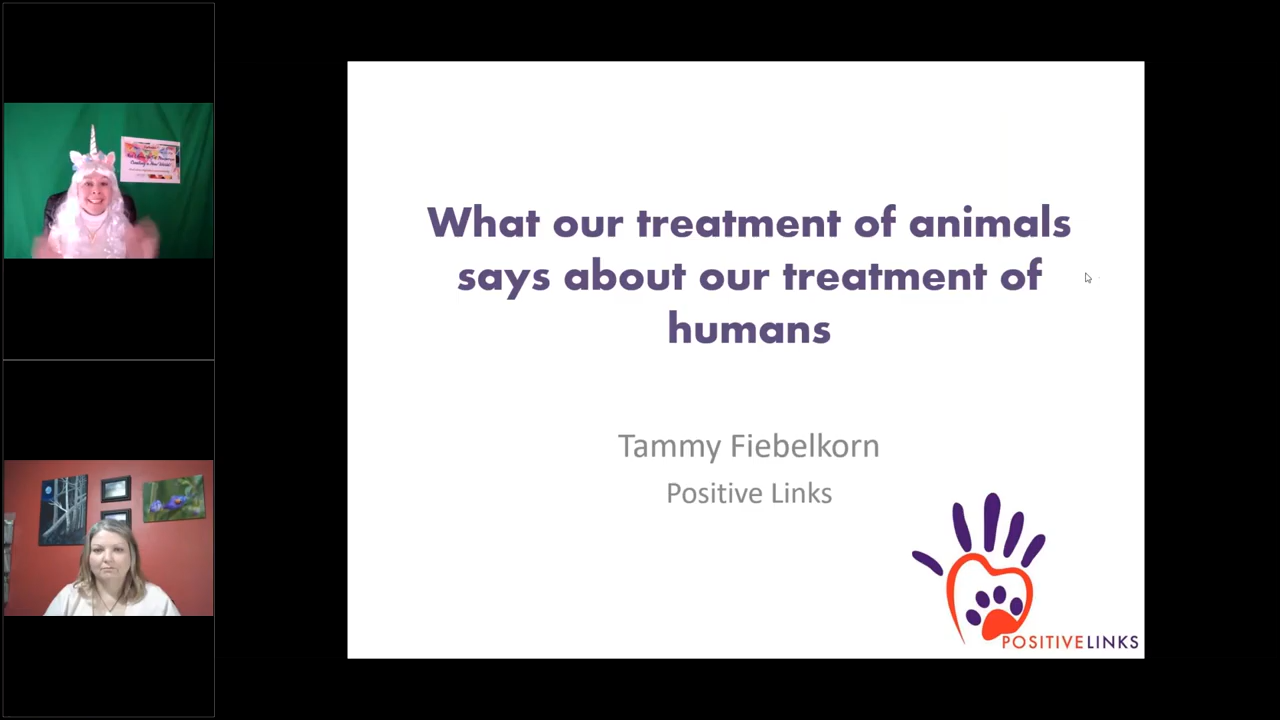 What our treatment of animals
says about our treatment of
humans
Tammy Fiebelkorn
Positive Links
POSITIVELINKS